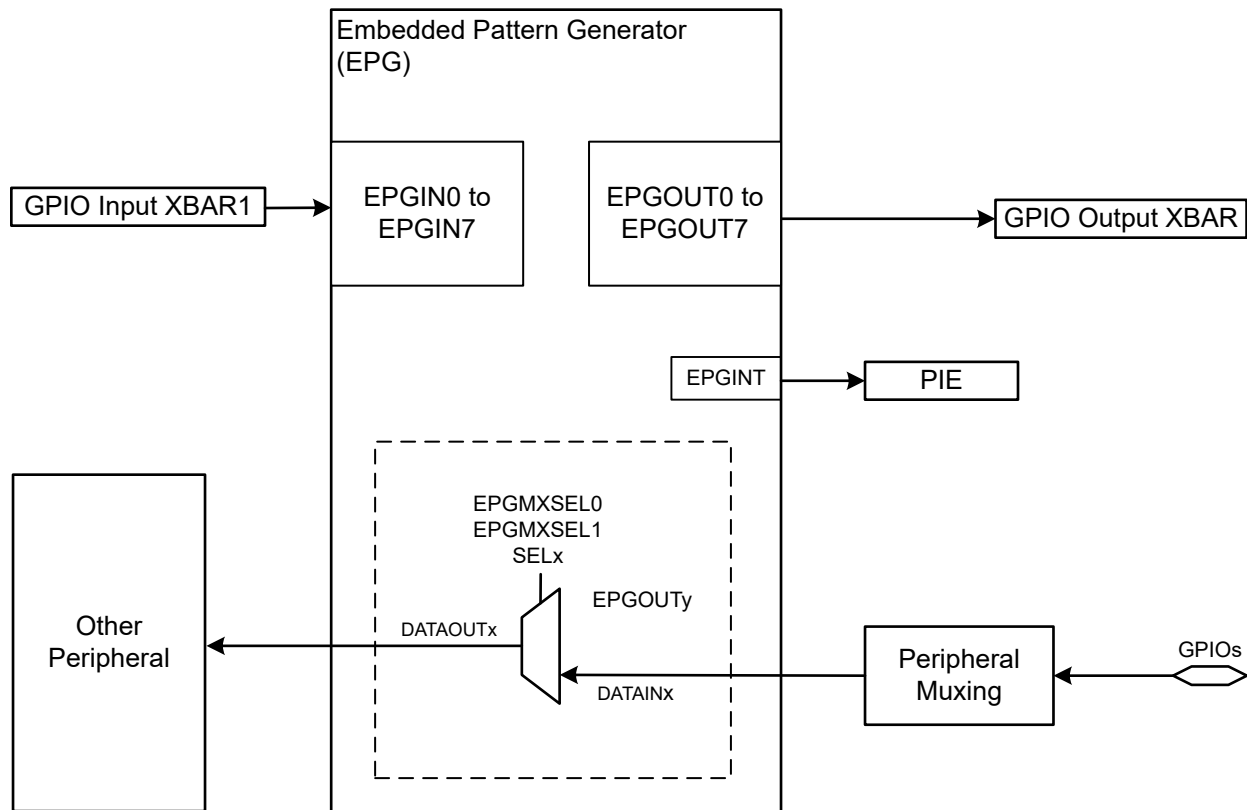 Embedded Pattern Generator
(EPG)
GPIO Input XBAR1
EPGIN0 to
EPGIN7
EPGOUT0 to
EPGOUT7
GPIO Output XBAR
EPGINT
PIE
EPGMXSEL0
EPGMXSEL1
SELx
EPGOUTy
DATAOUTx
DATAINx
Other
Peripheral
Peripheral
Muxing
GPIOs